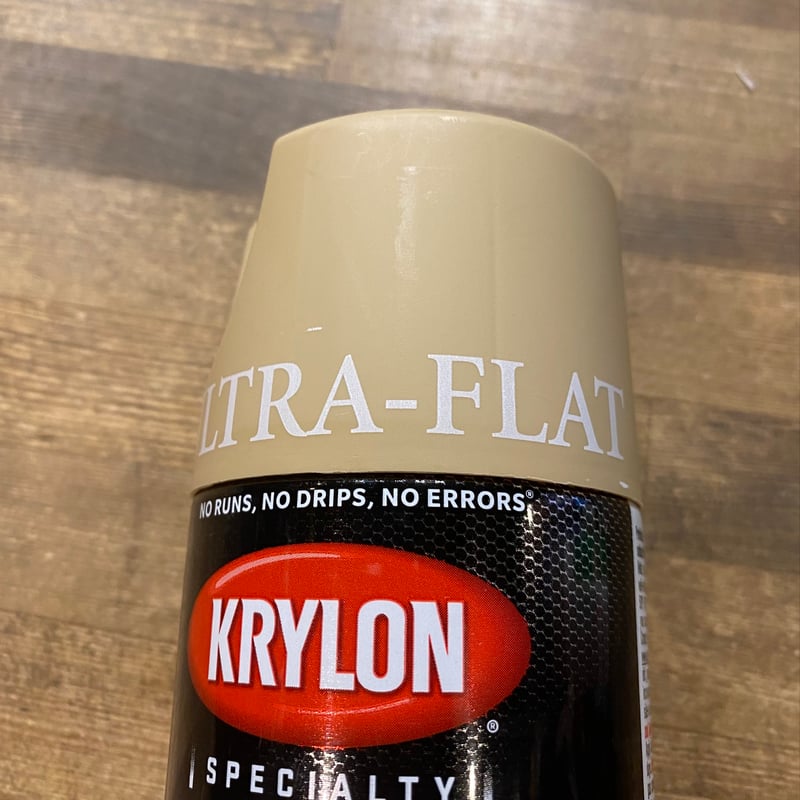 LTRA-FLAT
NO RUNS, NO DRIPS, NO ERRORS®
KRYLON
®
SPECIALTY